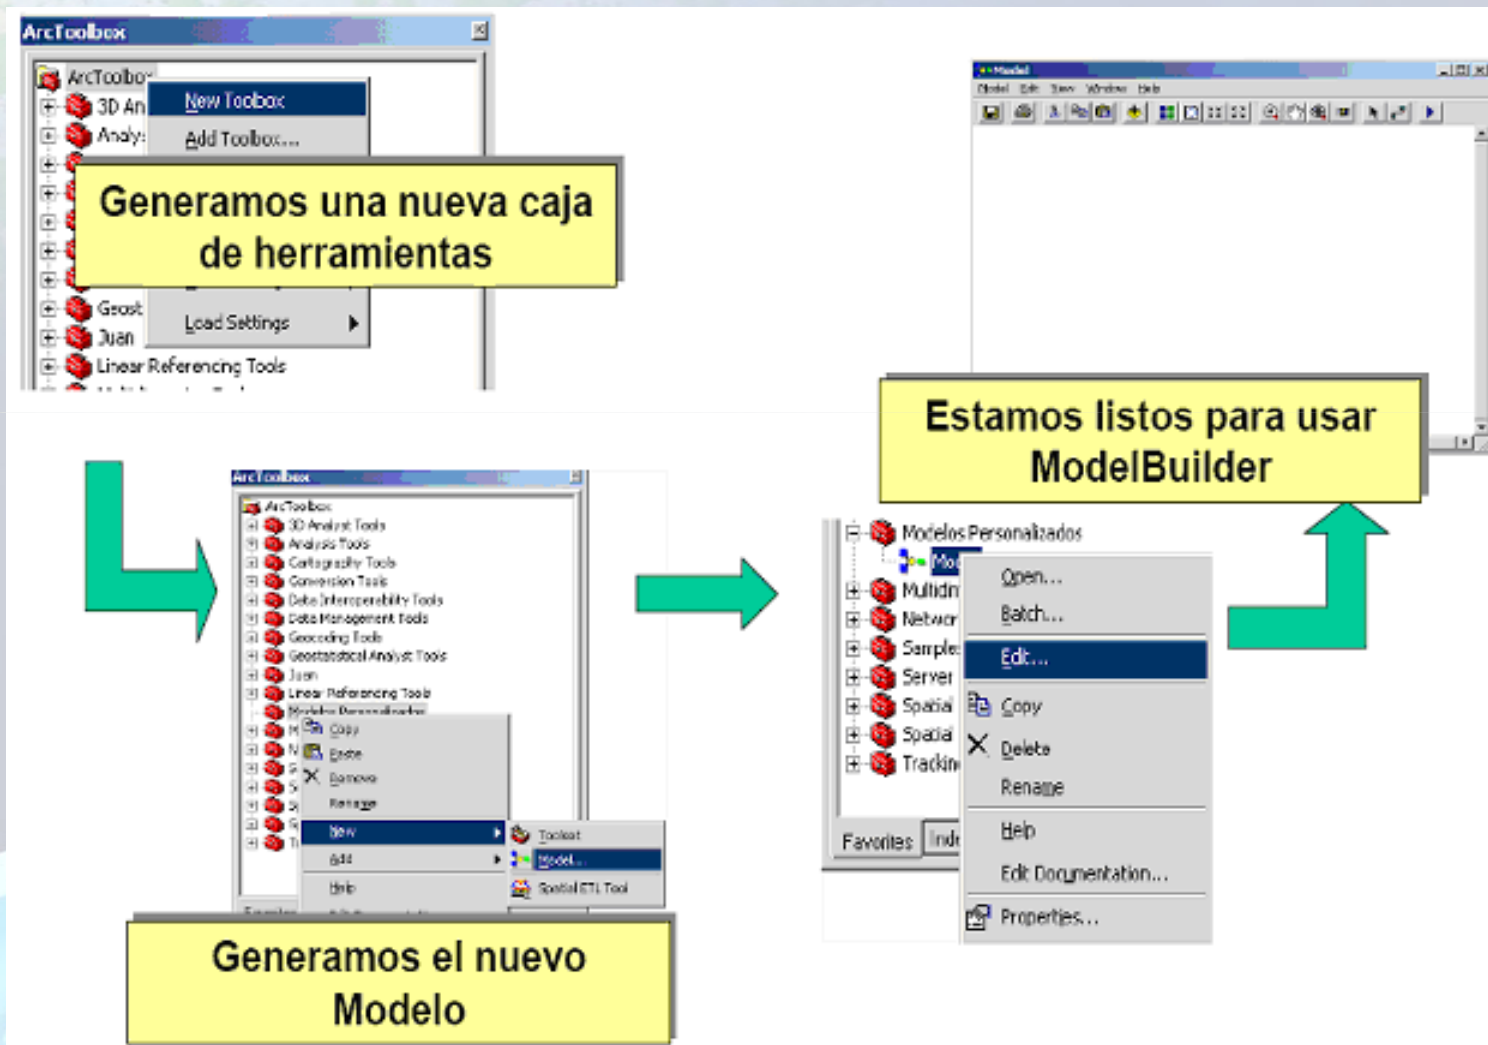 ArcToolbox
ArcToolbox
3D An
New Toolbox
Analy
Add Toolbox...
Generamos una nueva caja
de herramientas
Geost
Load Settings
Juan
Linear Referencing Tools
Model
Model Edit View Window Help
Estamos listos para usar
ModelBuilder
ArcToolbox
ArcToolbox
3D Analyst Tools
Analysis Tools
Cartography Tools
Conversion Tools
Data Interoperability Tools
Data Management Tools
Geocoding Tools
Geostatistical Analyst Tools
Juan
Linear Referencing Tools
Modelos Personalizados
Copy
Paste
Remove
Rename
New
Add
Help
Toolset
Model...
Spatial ETL Tool
Generamos el nuevo
Modelo
Modelos Personalizados
Mod
Multidim
Networ
Samples
Server
Spatial
Spatial
Trackin
Favorites
Inde
Open...
Batch...
Edit...
Copy
Delete
Rename
Help
Edit Documentation...
Properties...